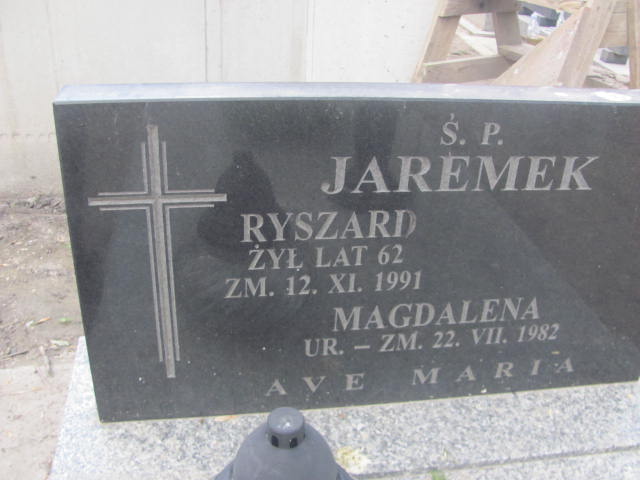 Ś. P.
JAREMEK
RYSZARD
ŻYŁ LAT 62
ZM. 12. XI. 1991
MAGDALENA
UR. – ZM. 22. VII. 1982
AVE MARIA